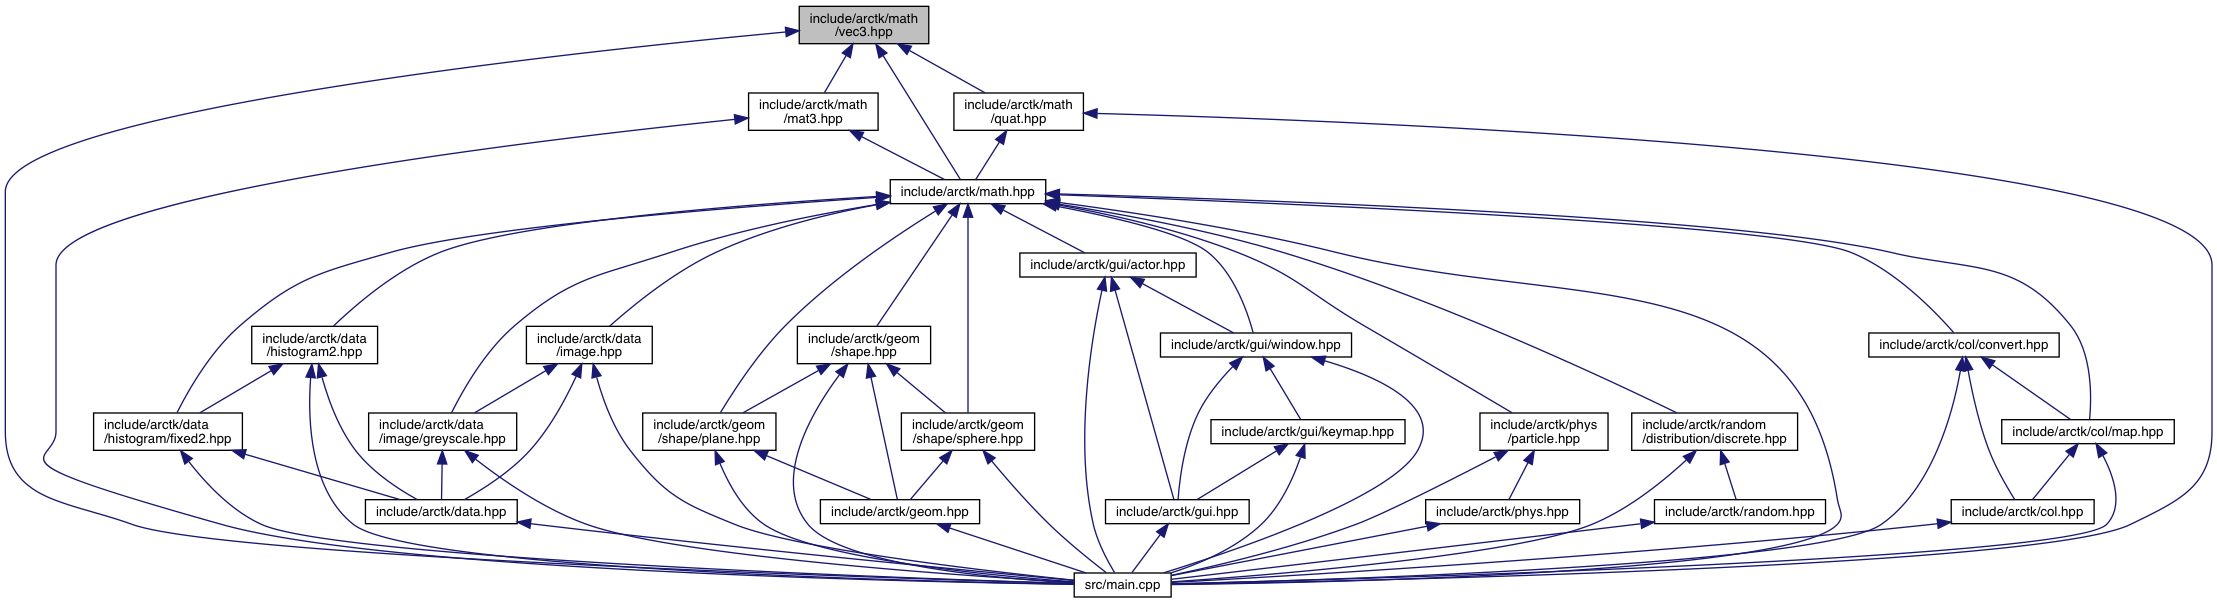 include/arctk/math
/vec3.hpp
include/arctk/math
/mat3.hpp
include/arctk/math
/quat.hpp
include/arctk/math.hpp
include/arctk/gui/actor.hpp
include/arctk/data
/histogram2.hpp
include/arctk/data
/image.hpp
include/arctk/geom
/shape.hpp
include/arctk/gui/window.hpp
include/arctk/col/convert.hpp
include/arctk/data
/histogram/fixed2.hpp
include/arctk/data
/image/greyscale.hpp
include/arctk/geom
/shape/plane.hpp
include/arctk/geom
/shape/sphere.hpp
include/arctk/gui/keymap.hpp
include/arctk/phys
/particle.hpp
include/arctk/random
/distribution/discrete.hpp
include/arctk/col/map.hpp
include/arctk/data.hpp
include/arctk/geom.hpp
include/arctk/gui.hpp
include/arctk/phys.hpp
include/arctk/random.hpp
include/arctk/col.hpp
src/main.cpp